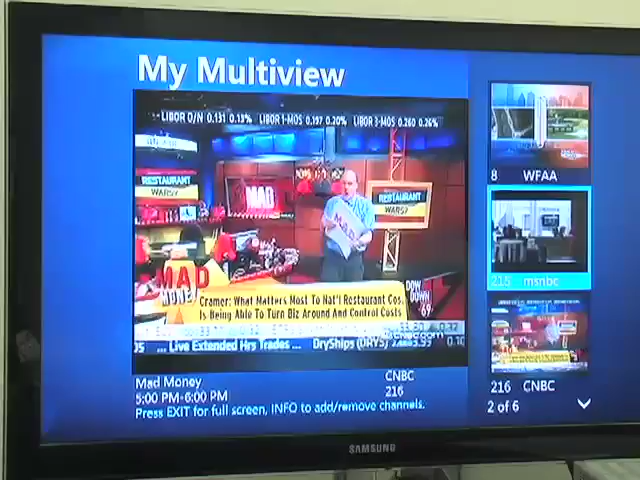 My Multiview
LIBOR O/N 0.131 0.13% LIBOR 1-MOS 0.197 0.20% LIBOR 3-MOS 0.260 0.26%
RESTAURANT
WARS?
MAD
RESTAURANT
WARS?
MAD
MAD
MONEY
Cramer: What Matters Most To Nat'l Restaurant Cos.
Is Being Able To Turn Biz Around And Control Costs
DOW
DOWN
69
... Live Extended Hrs Trades ... DryShips (DRYS)
Mad Money
CNBC
5:00 PM-6:00 PM
216
Press EXIT for full screen, INFO to add/remove channels.
8 WFAA
215 msnbc
216 CNBC
2 of 6
SAMSUNG